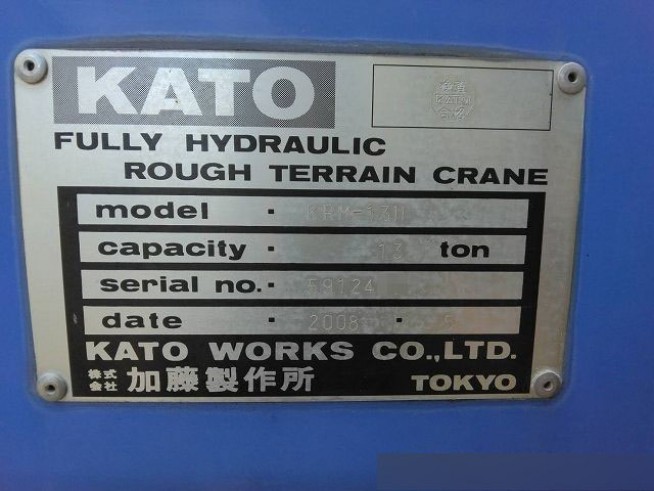 KATO
FULLY HYDRAULIC
ROUGH TERRAIN CRANE
model ·
capacity · 13 ton
serial no. · 59124
date · 2008 ·
KATO WORKS CO.,LTD.
株式会社 加藤製作所 TOKYO